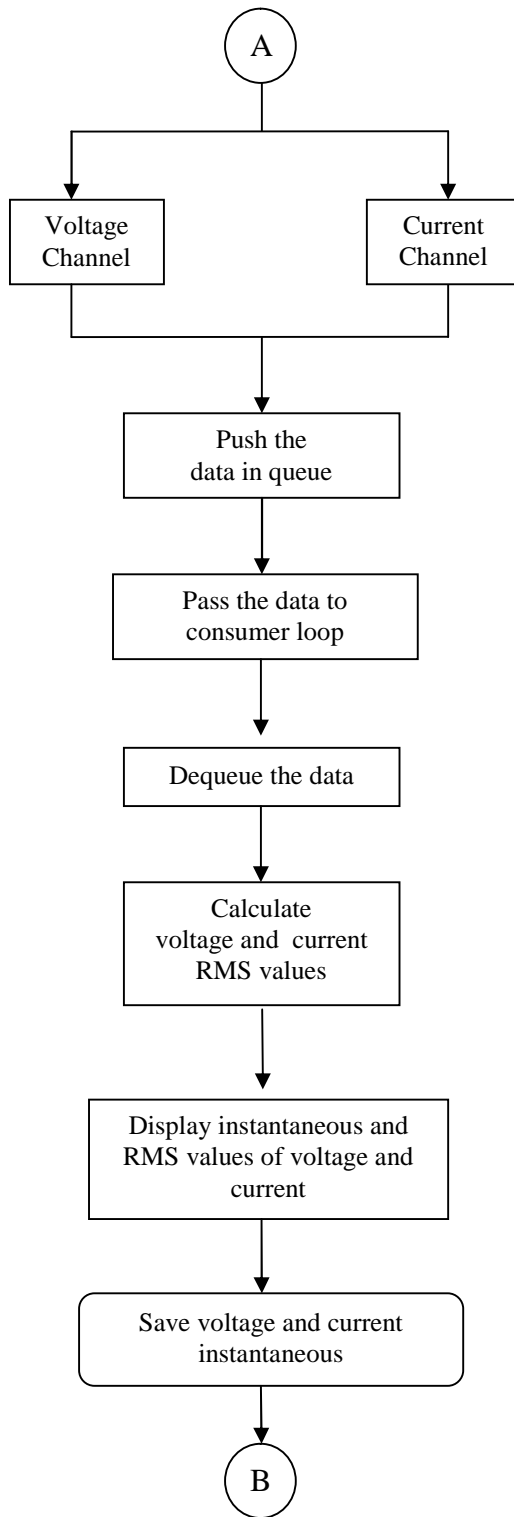 A
Voltage
Channel
Current
Channel
Push the
data in queue
Pass the data to
consumer loop
Dequeue the data
Calculate
voltage and current
RMS values
Display instantaneous and
RMS values of voltage and
current
Save voltage and current
instantaneous
B